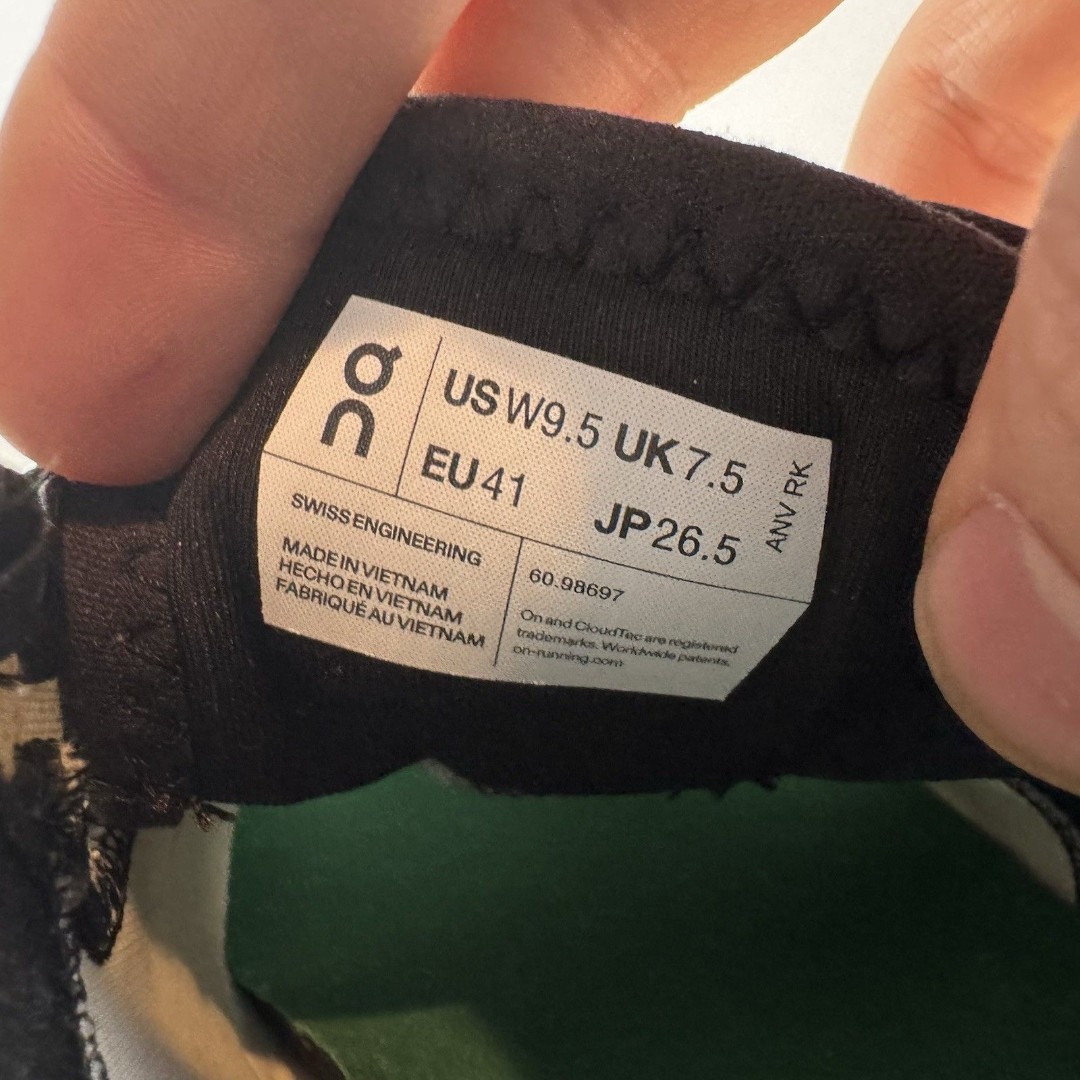 on
US W9.5 UK 7.5
EU 41 JP 26.5
ANV RK
SWISS ENGINEERING
MADE IN VIETNAM
HECHO EN VIETNAM
FABRIQUÉ AU VIETNAM
60.98697
On and CloudTec are registered
trademarks. Worldwide patents.
on-running.com